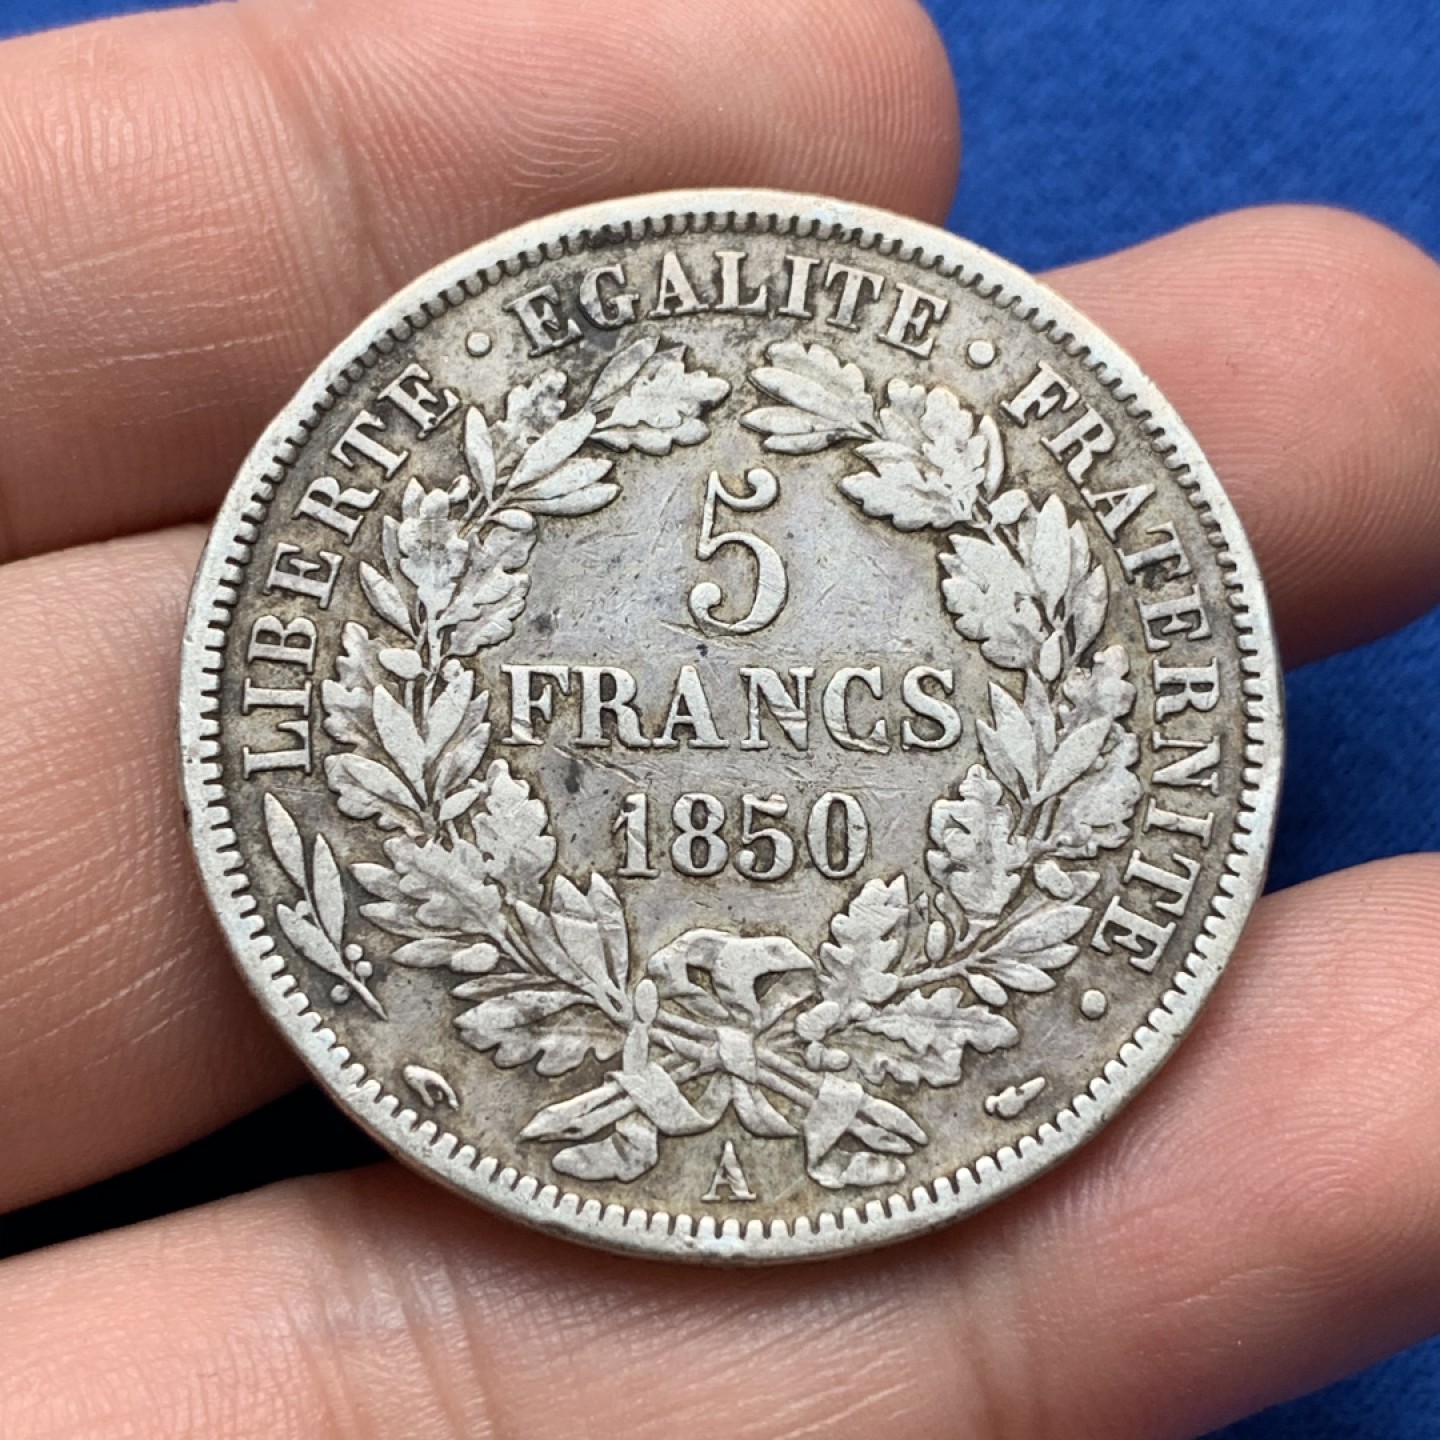 LIBERTE · EGALITE · FRATERNITE ·
5
FRANCS
1850
A